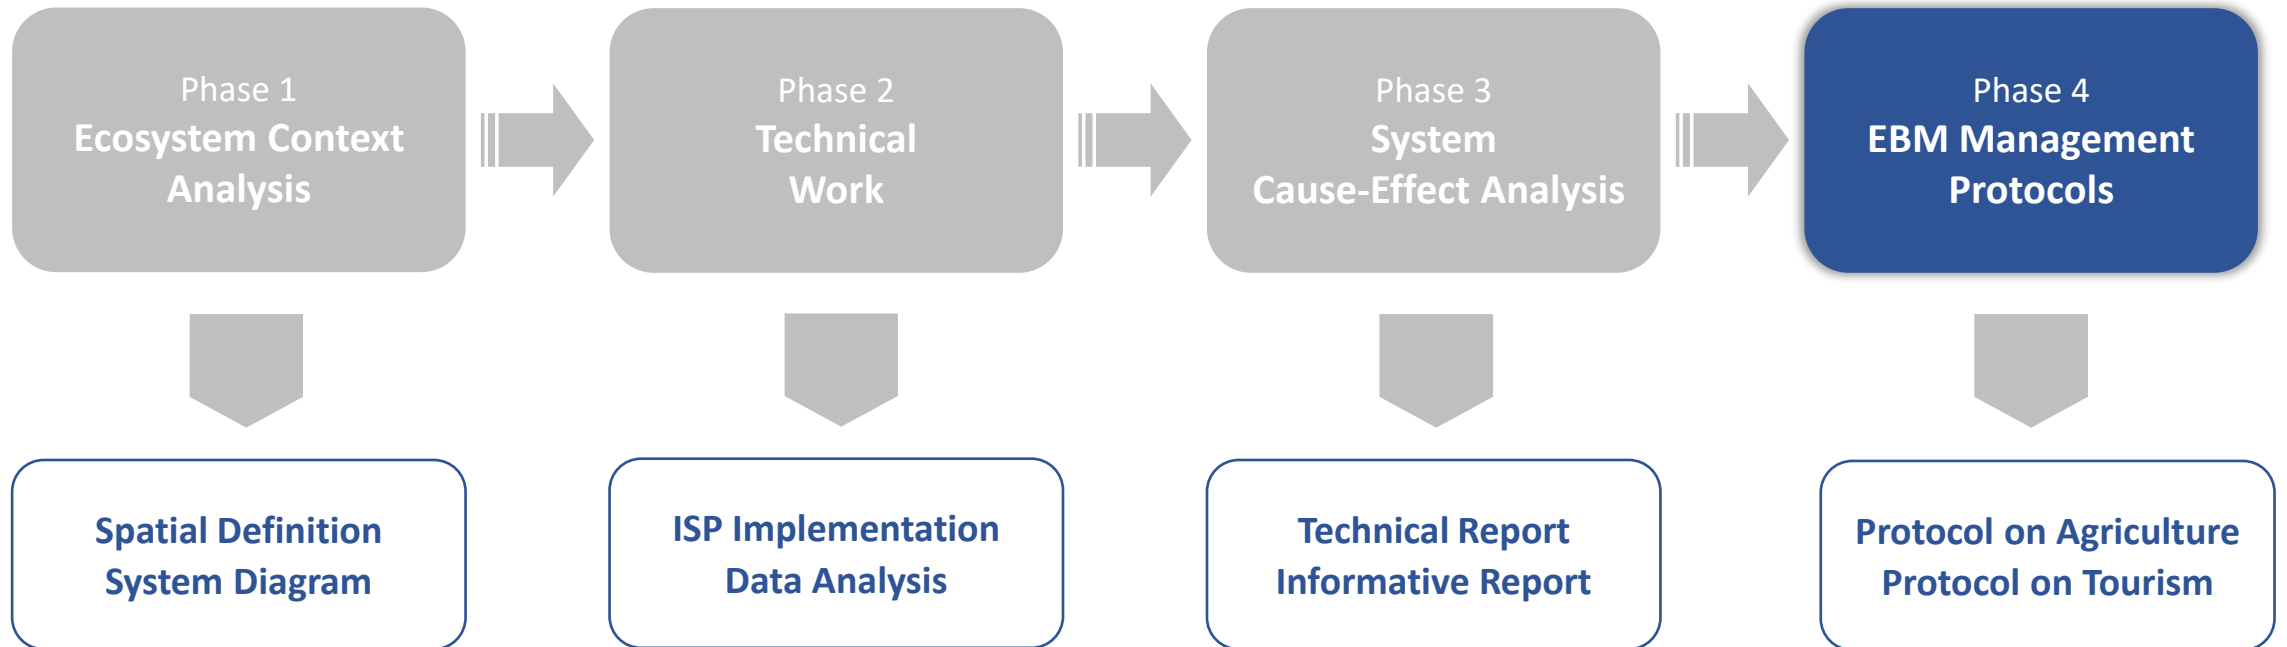 Phase 1
Ecosystem Context
Analysis
Phase 2
Technical
Work
Phase 3
System
Cause-Effect Analysis
Phase 4
EBM Management
Protocols
Spatial Definition
System Diagram
ISP Implementation
Data Analysis
Technical Report
Informative Report
Protocol on Agriculture
Protocol on Tourism